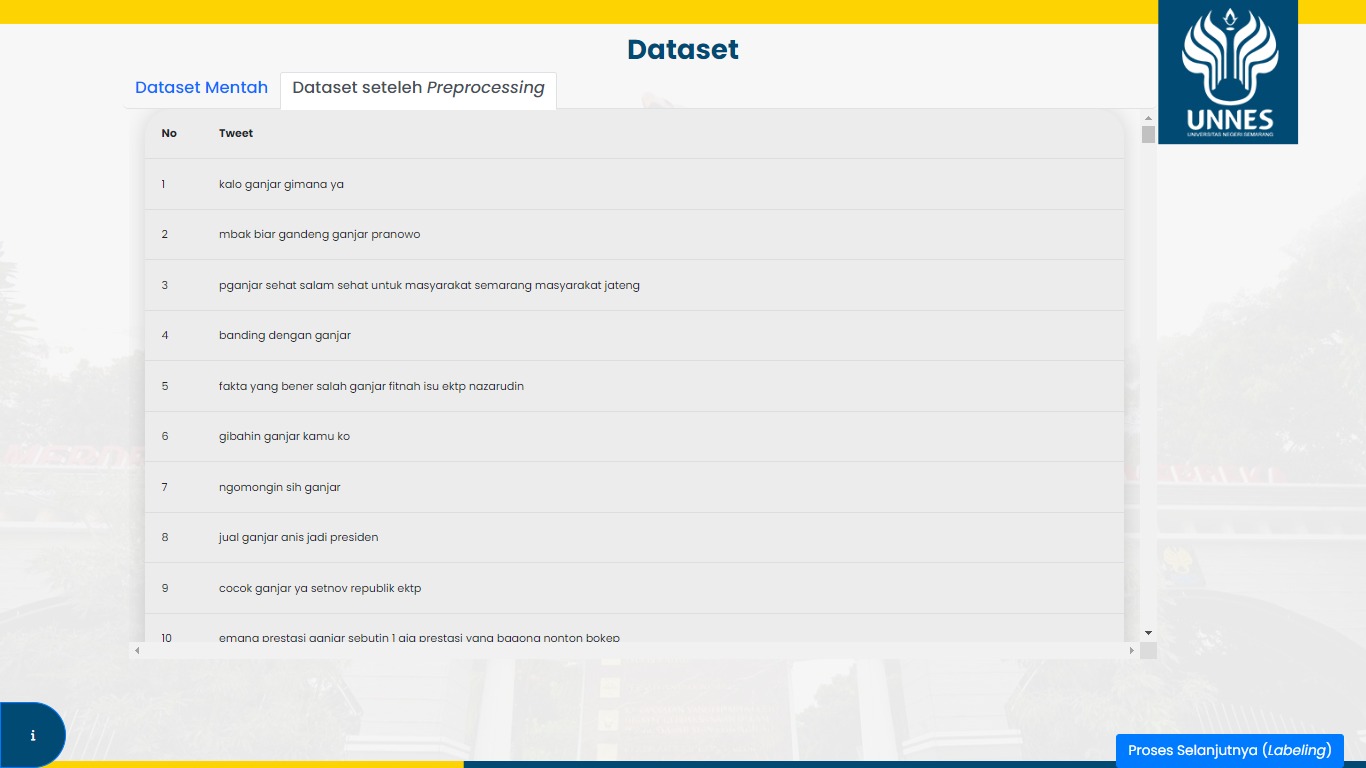 Dataset
UNNES
UNIVERSITAS NEGERI SEMARANG
Dataset Mentah
Dataset seteleh Preprocessing
No Tweet
1 kalo ganjar gimana ya
2 mbak biar gandeng ganjar pranowo
3 pganjar sehat salam sehat untuk masyarakat semarang masyarakat jateng
4 banding dengan ganjar
5 fakta yang bener salah ganjar fitnah isu ektp nazarudin
6 gibahin ganjar kamu ko
7 ngomongin sih ganjar
8 jual ganjar anis jadi presiden
9 cocok ganjar ya setnov republik ektp
10 emang prestasi ganjar sebutin 1 aja prestasi yang bagong nonton bokep
i
Proses Selanjutnya (Labeling)